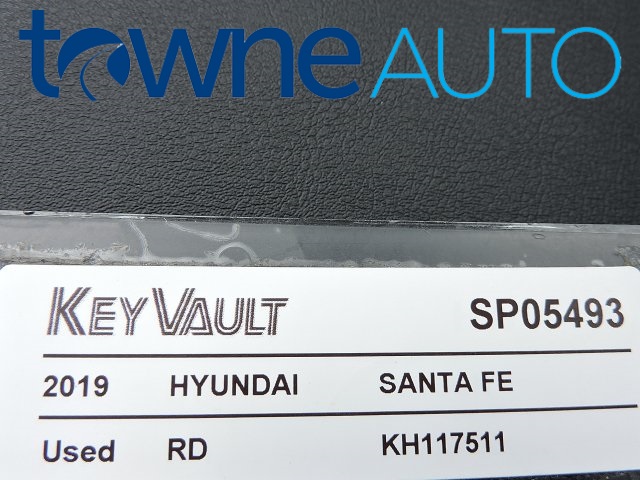 towne AUTO
KEY VAULT SP05493
2019 HYUNDAI SANTA FE
Used RD KH117511